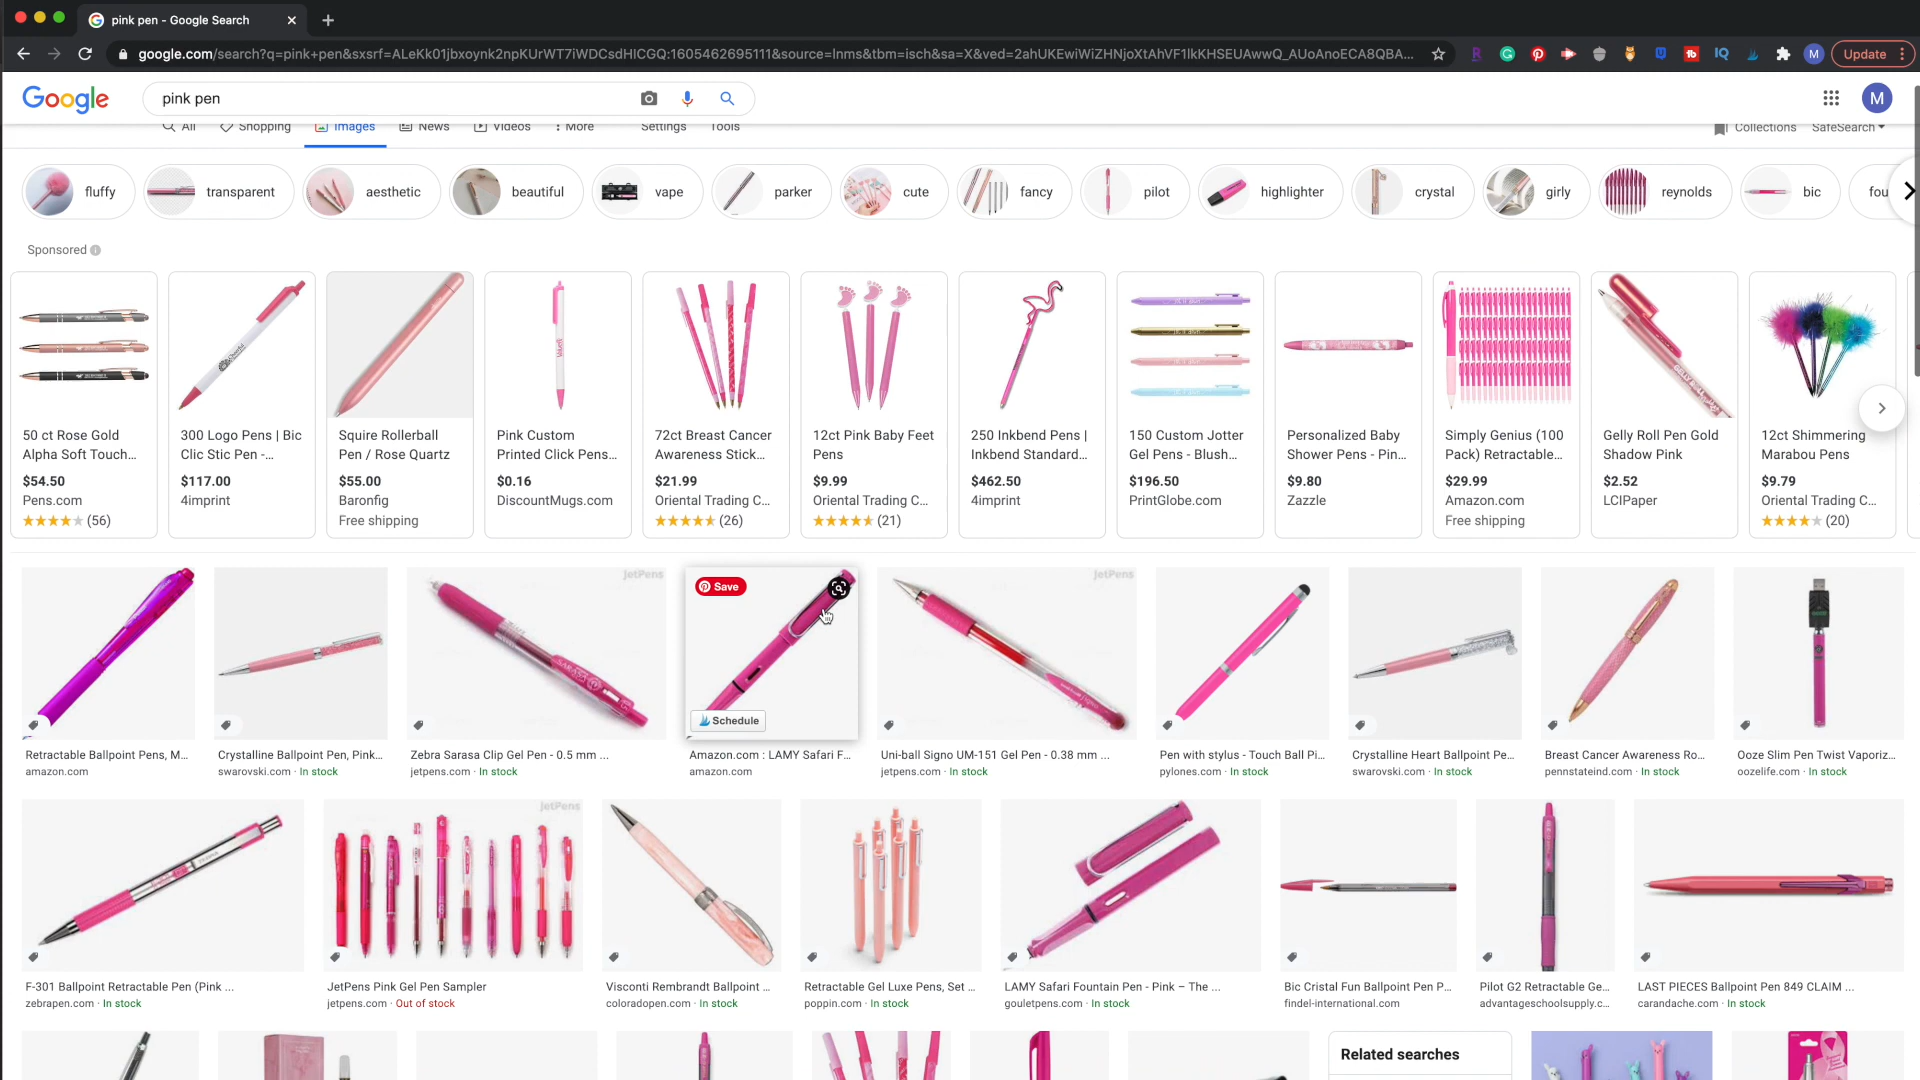 pink pen - Google Search
google.com/search?q=pink+pen&sxsrf=ALeKk01jbxoynk2npKUrWT7iWDCsdHICGQ:1605462695111&source=lnms&tbm=isch&sa=X&ved=2ahUKEwiWiZHNjoXtAhVF1lkKHSEUAwwQ_AUoAnoECA8QBA...
Update
Google
pink pen
M
All Shopping Images News Videos More Settings Tools
Collections SafeSearch
fluffy transparent aesthetic beautiful vape parker cute fancy pilot highlighter crystal girly reynolds bic fou
Sponsored
50 ct Rose Gold
Alpha Soft Touch...
$54.50
Pens.com
(56)
300 Logo Pens | Bic
Clic Stic Pen -...
$117.00
4imprint
Squire Rollerball
Pen / Rose Quartz
$55.00
Baronfig
Free shipping
Pink Custom
Printed Click Pens...
$0.16
DiscountMugs.com
72ct Breast Cancer
Awareness Stick...
$21.99
Oriental Trading C...
(26)
12ct Pink Baby Feet
Pens
$9.99
Oriental Trading C...
(21)
250 Inkbend Pens |
Inkbend Standard...
$462.50
4imprint
150 Custom Jotter
Gel Pens - Blush...
$196.50
PrintGlobe.com
Personalized Baby
Shower Pens - Pin...
$9.80
Zazzle
Simply Genius (100
Pack) Retractable...
$29.99
Amazon.com
Free shipping
Gelly Roll Pen Gold
Shadow Pink
$2.52
LCIPaper
12ct Shimmering
Marabou Pens
$9.79
Oriental Trading C...
(20)
JetPens
Save
Schedule
JetPens
Retractable Ballpoint Pens, M...
amazon.com
Crystalline Ballpoint Pen, Pink...
swarovski.com · In stock
Zebra Sarasa Clip Gel Pen - 0.5 mm ...
jetpens.com · In stock
Amazon.com : LAMY Safari F...
amazon.com
Uni-ball Signo UM-151 Gel Pen - 0.38 mm ...
jetpens.com · In stock
Pen with stylus - Touch Ball Pi...
pylones.com · In stock
Crystalline Heart Ballpoint Pe...
swarovski.com · In stock
Breast Cancer Awareness Ro...
pennstateind.com · In stock
Ooze Slim Pen Twist Vaporiz...
oozelife.com · In stock
JetPens
F-301 Ballpoint Retractable Pen (Pink ...
zebrapen.com · In stock
JetPens Pink Gel Pen Sampler
jetpens.com · Out of stock
Visconti Rembrandt Ballpoint ...
coloradopen.com · In stock
Retractable Gel Luxe Pens, Set ...
poppin.com · In stock
LAMY Safari Fountain Pen - Pink – The ...
gouletpens.com · In stock
Bic Cristal Fun Ballpoint Pen P...
findel-international.com
Pilot G2 Retractable Ge...
advantageschoolsupply.c...
LAST PIECES Ballpoint Pen 849 CLAIM ...
carandache.com · In stock
Related searches